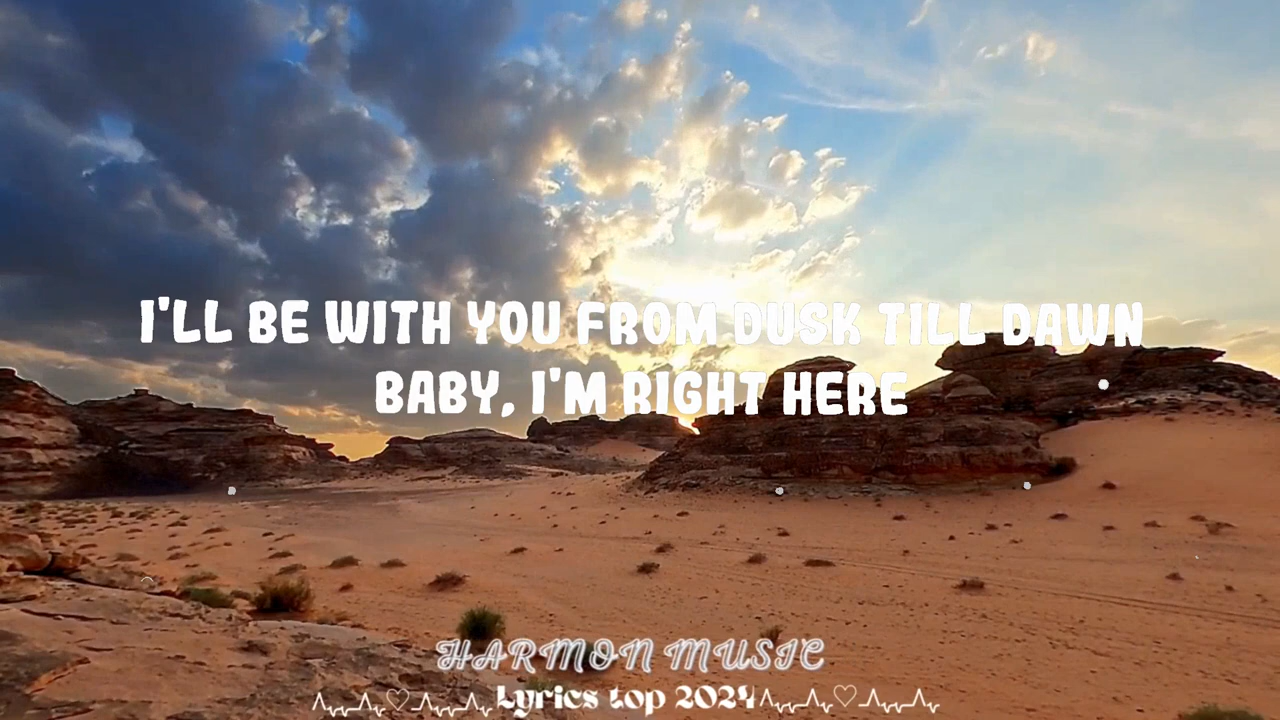 I'LL BE WITH YOU FROM DUSK TILL DAWN
BABY, I'M RIGHT HERE
HARMON MUSIC
Lyrics top 2024